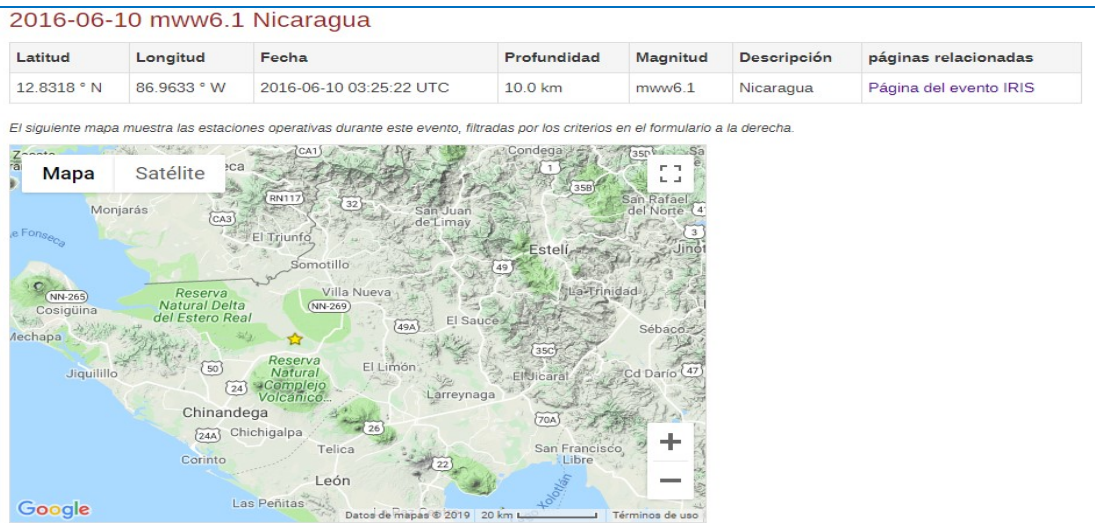 2016-06-10 mww6.1 Nicaragua
Latitud Longitud Fecha Profundidad Magnitud Descripción páginas relacionadas
12.8318 ° N 86.9633 ° W 2016-06-10 03:25:22 UTC 10.0 km mww6.1 Nicaragua Página del evento IRIS
El siguiente mapa muestra las estaciones operativas durante este evento, filtradas por los criterios en el formulario a la derecha.
CA1 Condega
Mapa Satélite
1
35B
RN117 32
San Rafael
del Norte
Monjarás
CA3
San Juan
de Limay
3
El Triunfo
Estelí
Somotillo
49
NN-265
Cosigüina
Reserva
Natural Delta
del Estero Real
Villa Nueva
NN-269
La Trinidad
49A El Sauce
Sébaco
35C
Jiquilillo
50
Reserva
Natural
Complejo
Volcánico...
El Limón
El Jicaral
Cd Darío 47
24
Larreynaga
Chinandega
70A
24A Chichigalpa
26
Corinto
Telica
San Francisco
Libre
22
León
Las Peñitas
Google
Datos de mapas © 2019 20 km Términos de uso